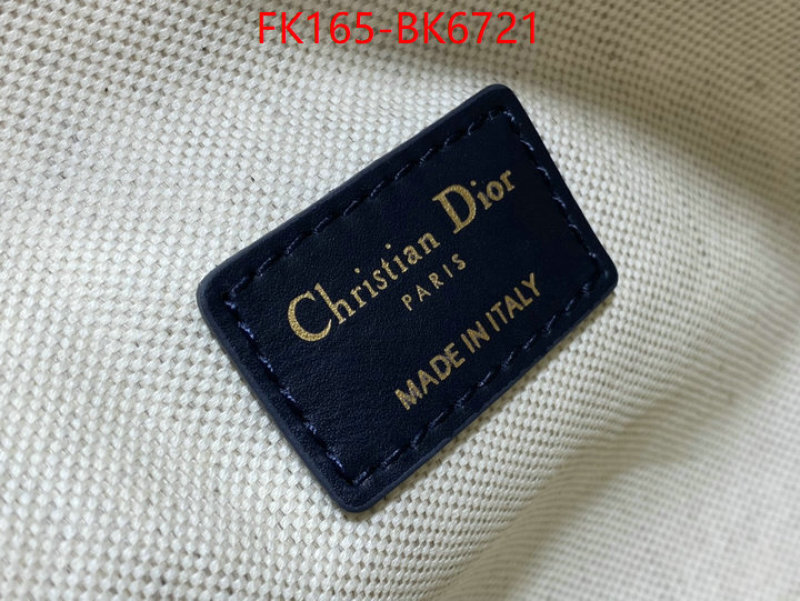 FK165-BK6721
Christian Dior
PARIS
MADE IN ITALY